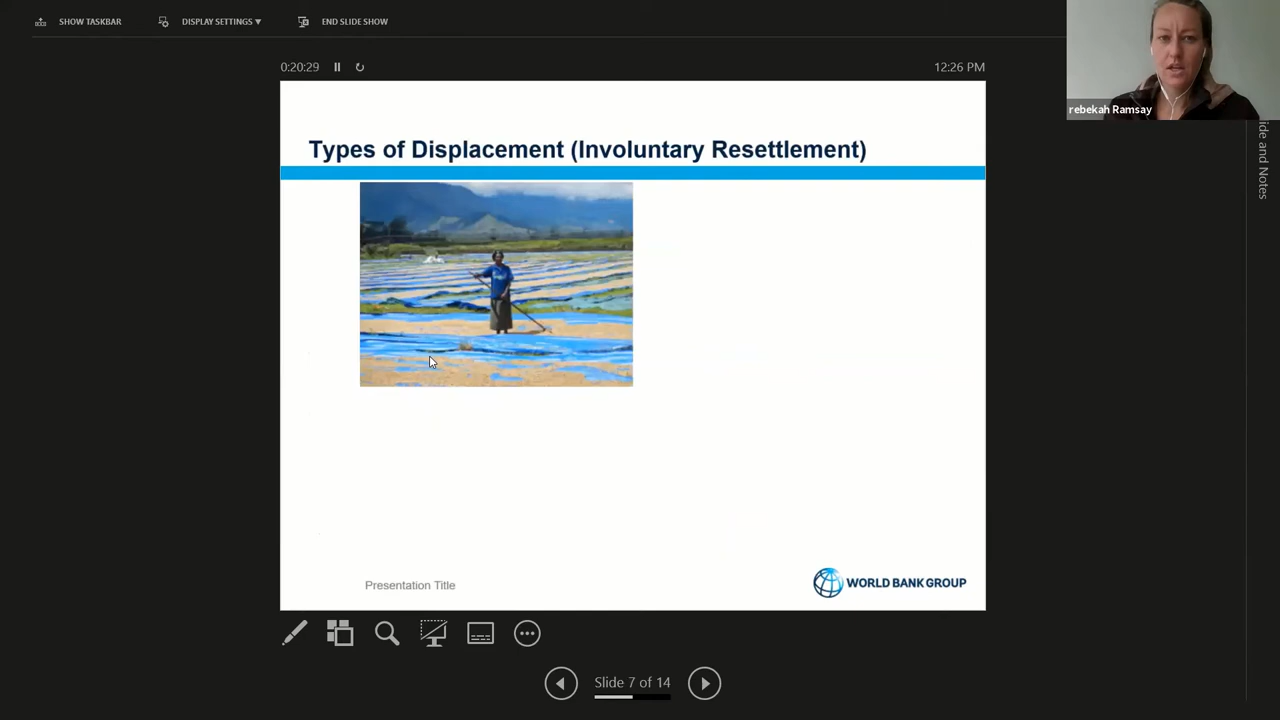 SHOW TASKBAR
DISPLAY SETTINGS
END SLIDE SHOW
0:20:29
12:26 PM
rebekah Ramsay
Types of Displacement (Involuntary Resettlement)
Presentation Title
WORLD BANK GROUP
Slide 7 of 14